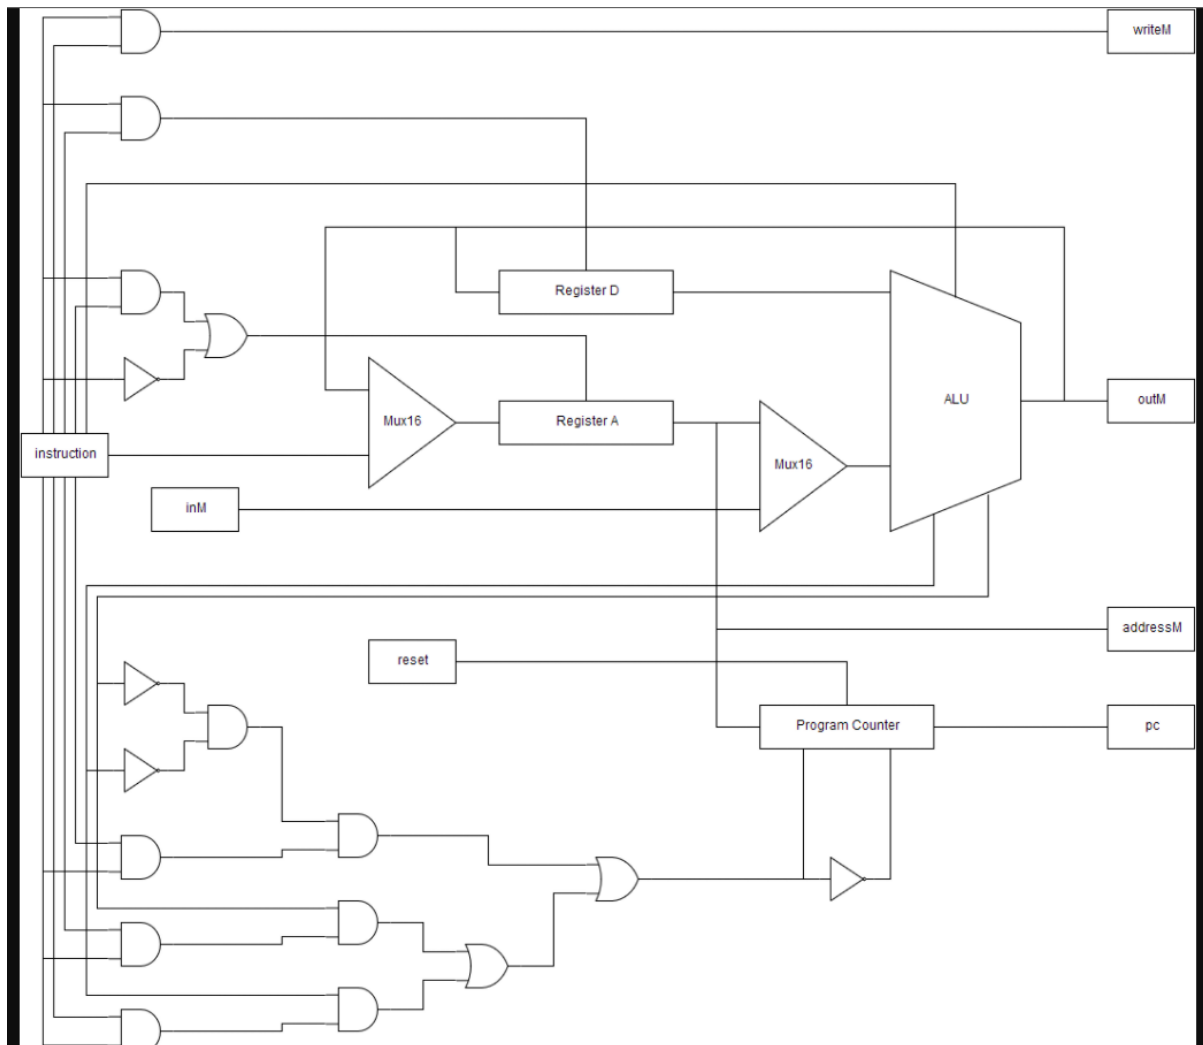 writeM
Register D
ALU
outM
Mux16
Register A
instruction
Mux16
inM
addressM
reset
Program Counter
pc